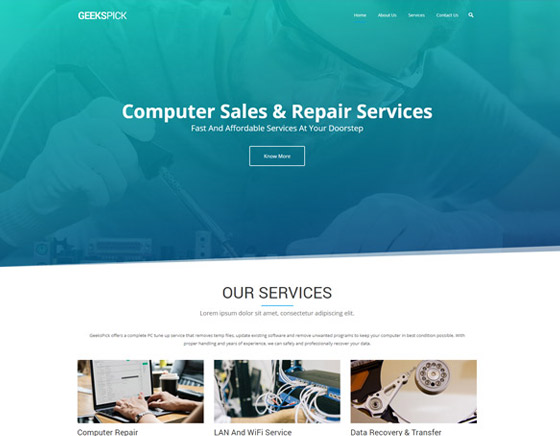 GEEKSPICK
Home About Us Services Contact Us
Computer Sales & Repair Services
Fast And Affordable Services At Your Doorstep
Know More
OUR SERVICES
Lorem ipsum dolor sit amet, consectetur adipiscing elit.
GeeksPick offers a complete PC tune up service that removes temp files, update existing software and remove unwanted programs to keep your computer in best condition possible. With
proper handling and years of experience, we can safely and professionally recover your data.
Computer Repair
LAN And WiFi Service
Data Recovery & Transfer